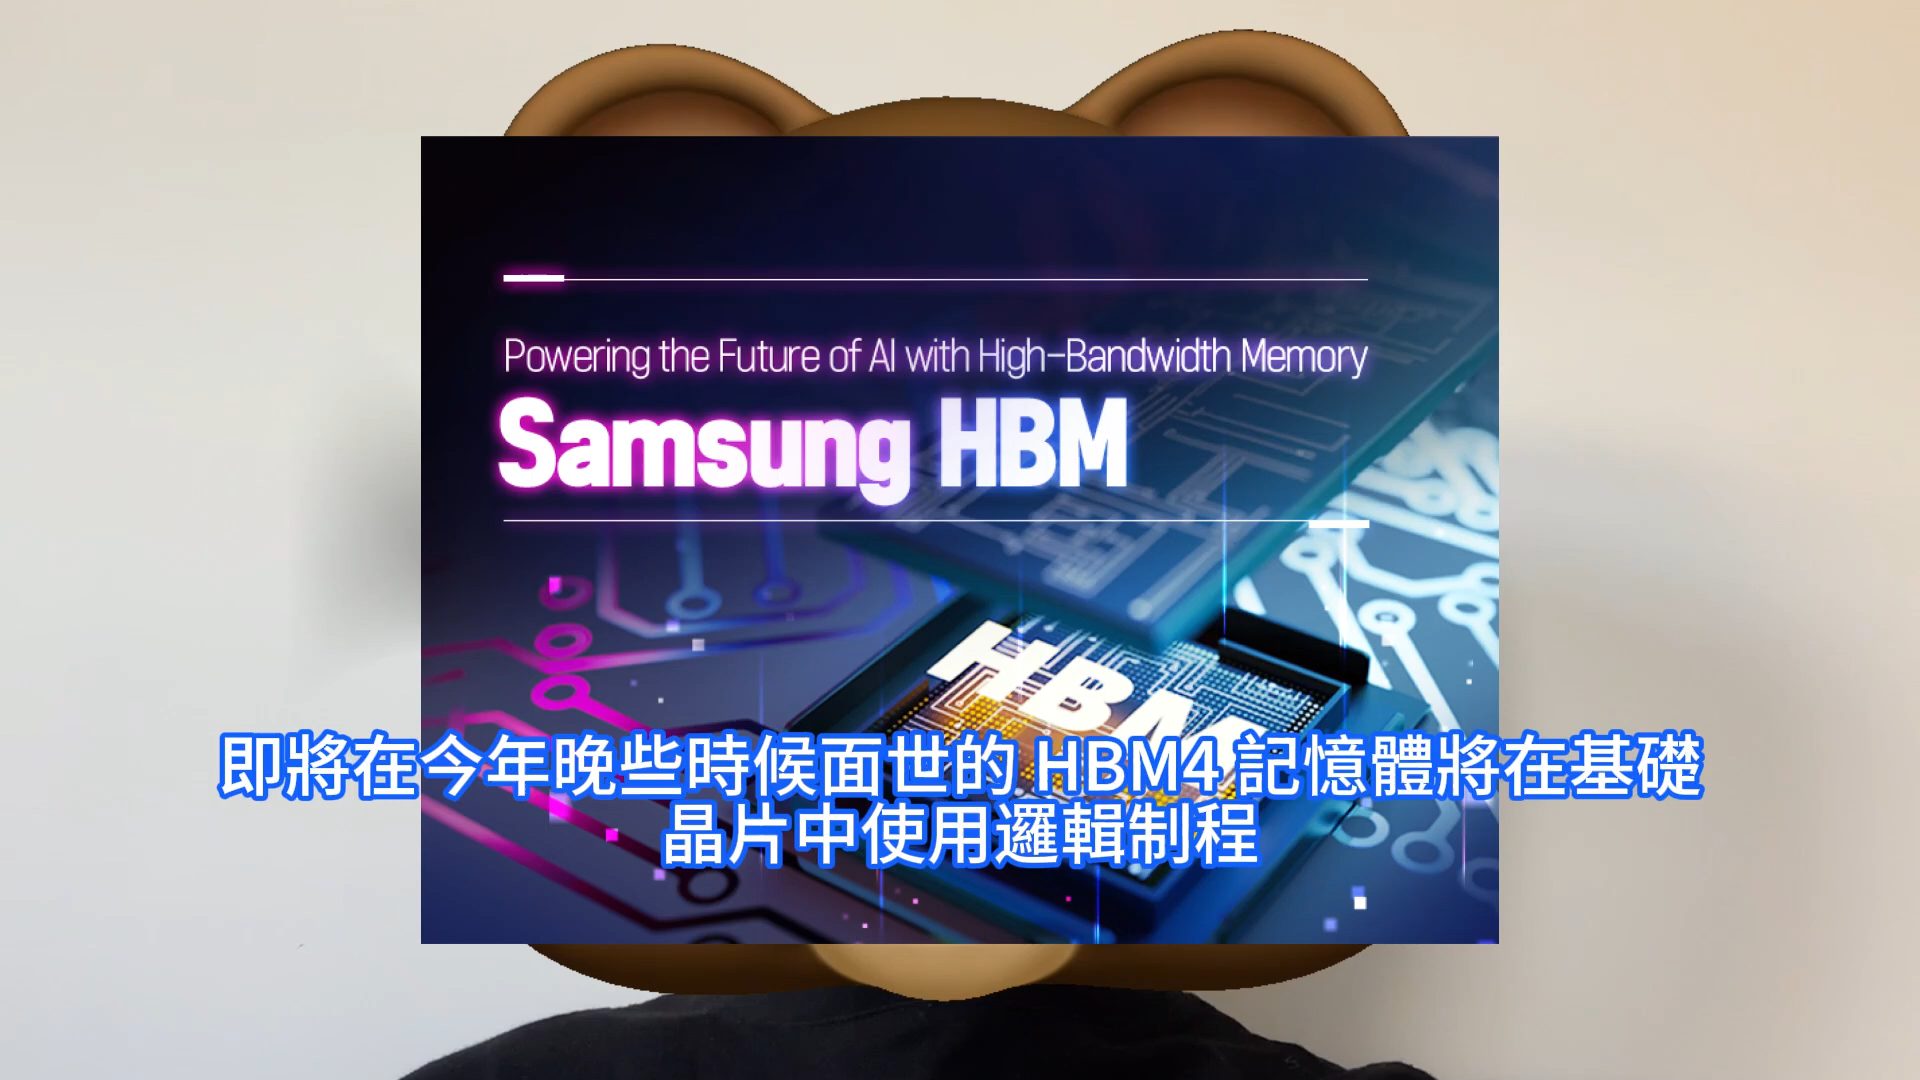 Powering the Future of AI with High-Bandwidth Memory
Samsung HBM
HBM
即將在今年晚些時候面世的 HBM4 記憶體將在基礎
晶片中使用邏輯制程